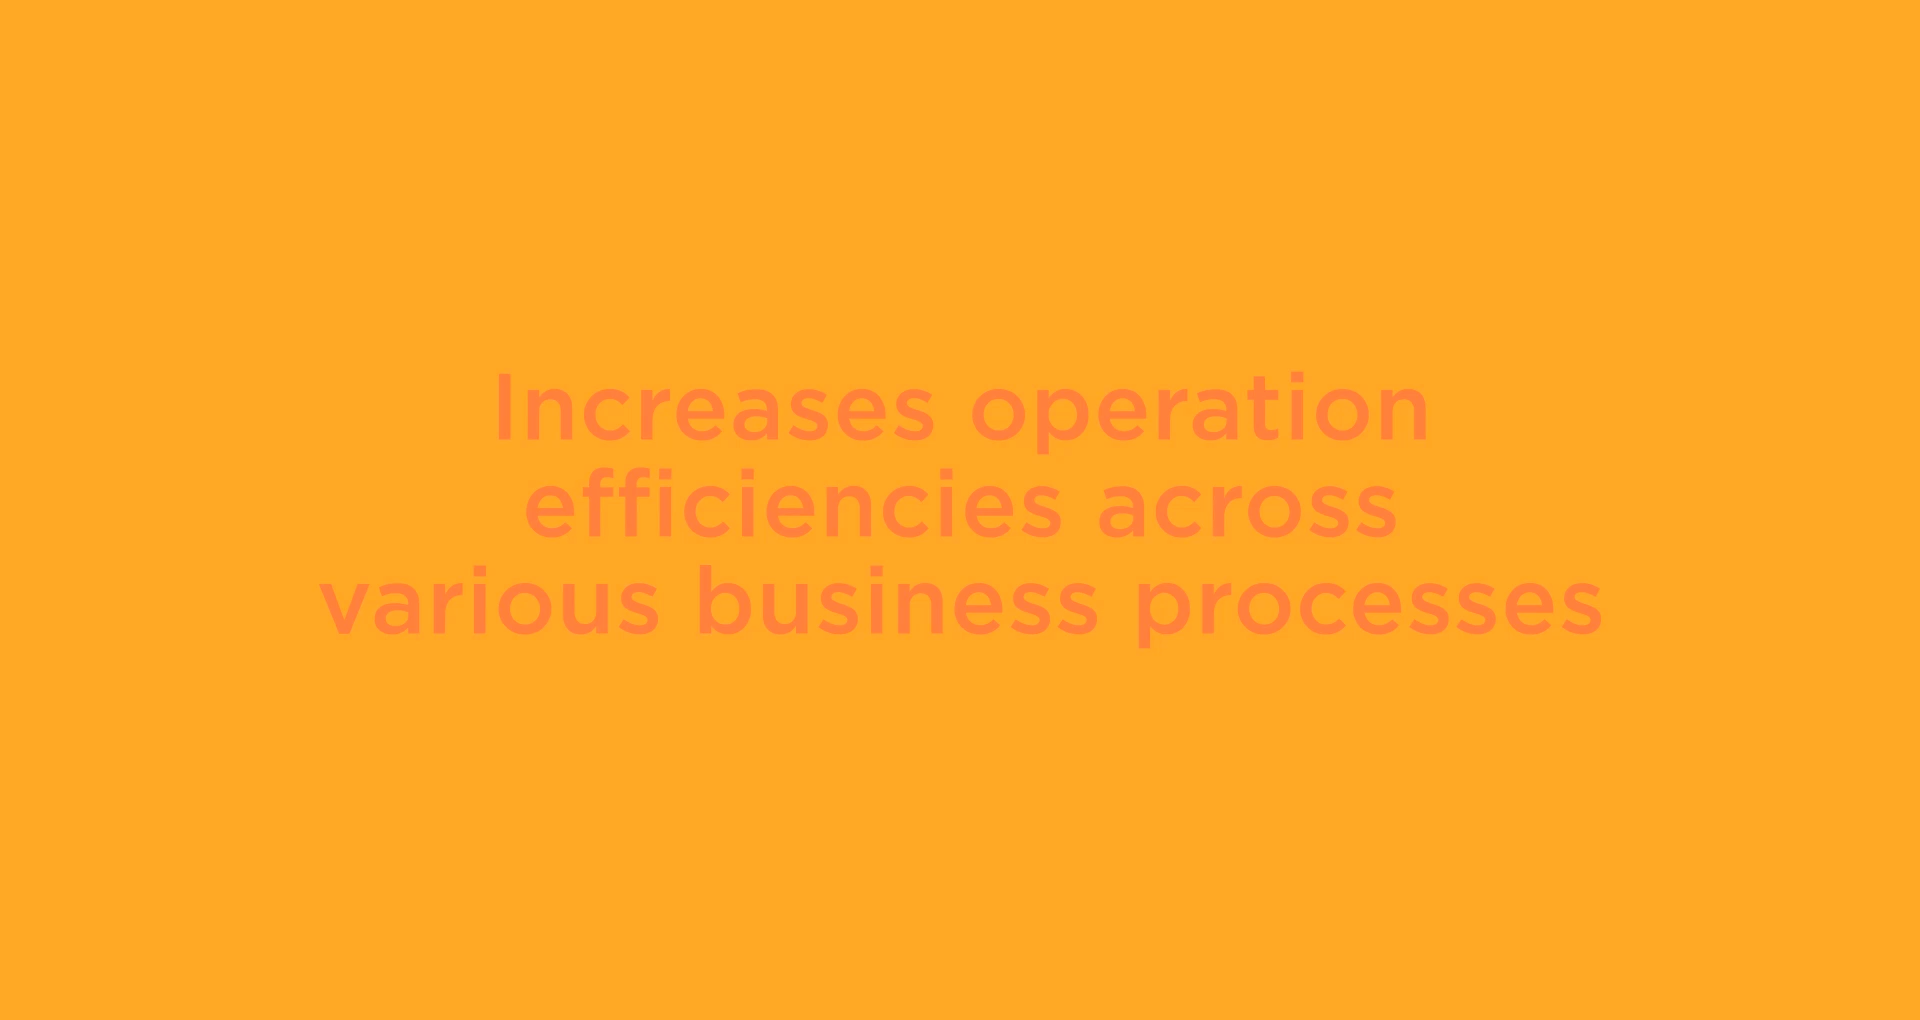 Increases operation
efficiencies across
various business processes